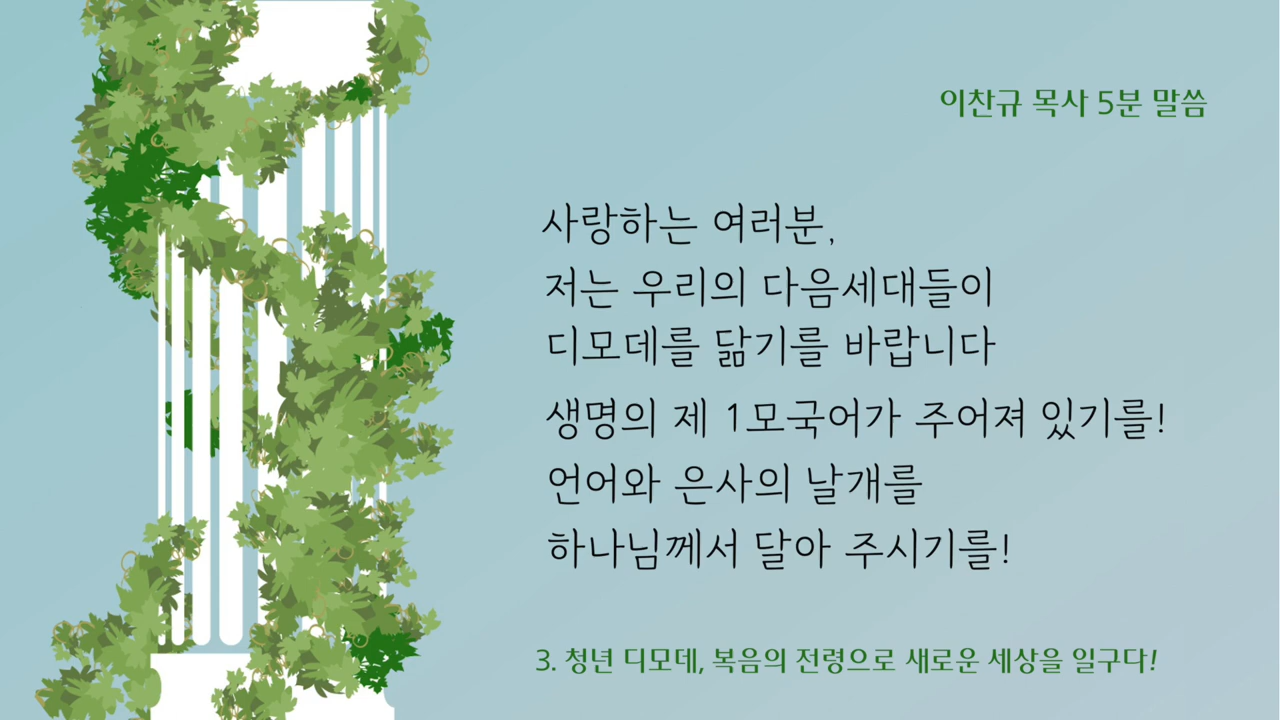 이찬규 목사 5분 말씀
사랑하는 여러분,
저는 우리의 다음세대들이
디모데를 닮기를 바랍니다
생명의 제 1모국어가 주어져 있기를!
언어와 은사의 날개를
하나님께서 달아 주시기를!
3. 청년 디모데, 복음의 전령으로 새로운 세상을 일구다!